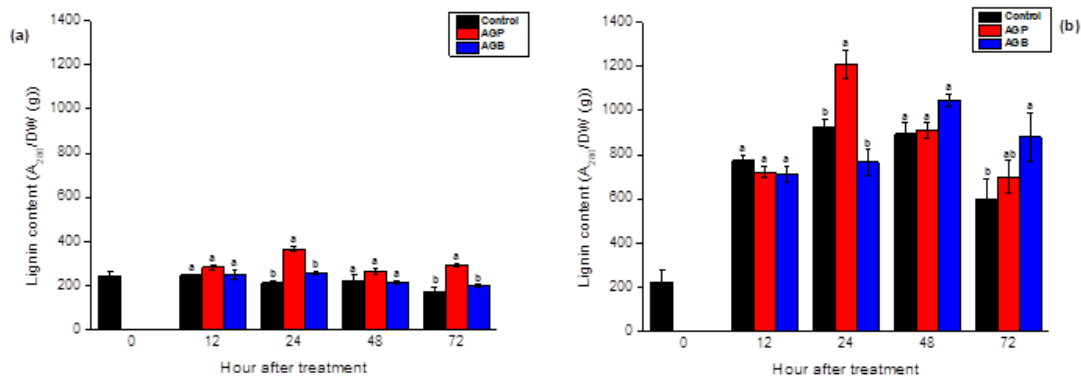 (a)
1400
1200
1000
800
600
400
200
0
Lignin content (A280/DW (g)
Control
AGP
AGB
a a a
b a b
a a a
b a b
0 12 24 48 72
Hour after treatment
(b)
1400
1200
1000
800
600
400
200
0
Lignin content (A280/DW (g)
Control
AGP
AGB
a a a
b a b
a a a
b ab a
0 12 24 48 72
Hour after treatment